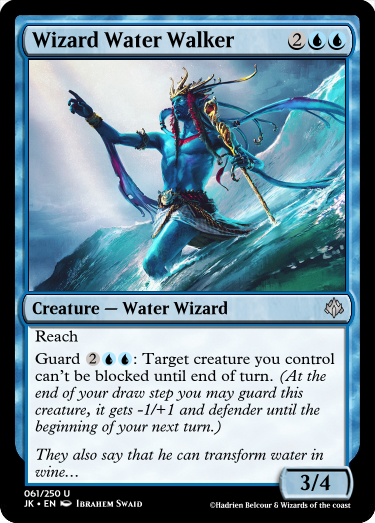 Wizard Water Walker 2
Creature — Water Wizard
Reach
Guard 2: Target creature you control
can't be blocked until end of turn. (At the
end of your draw step you may guard this
creature, it gets -1/+1 and defender until the
beginning of your next turn.)
They also say that he can transform water in
wine…
3/4
061/250 U
JK • EN Ibrahem Swaid
©Hadrien Belcour & Wizards of the coast